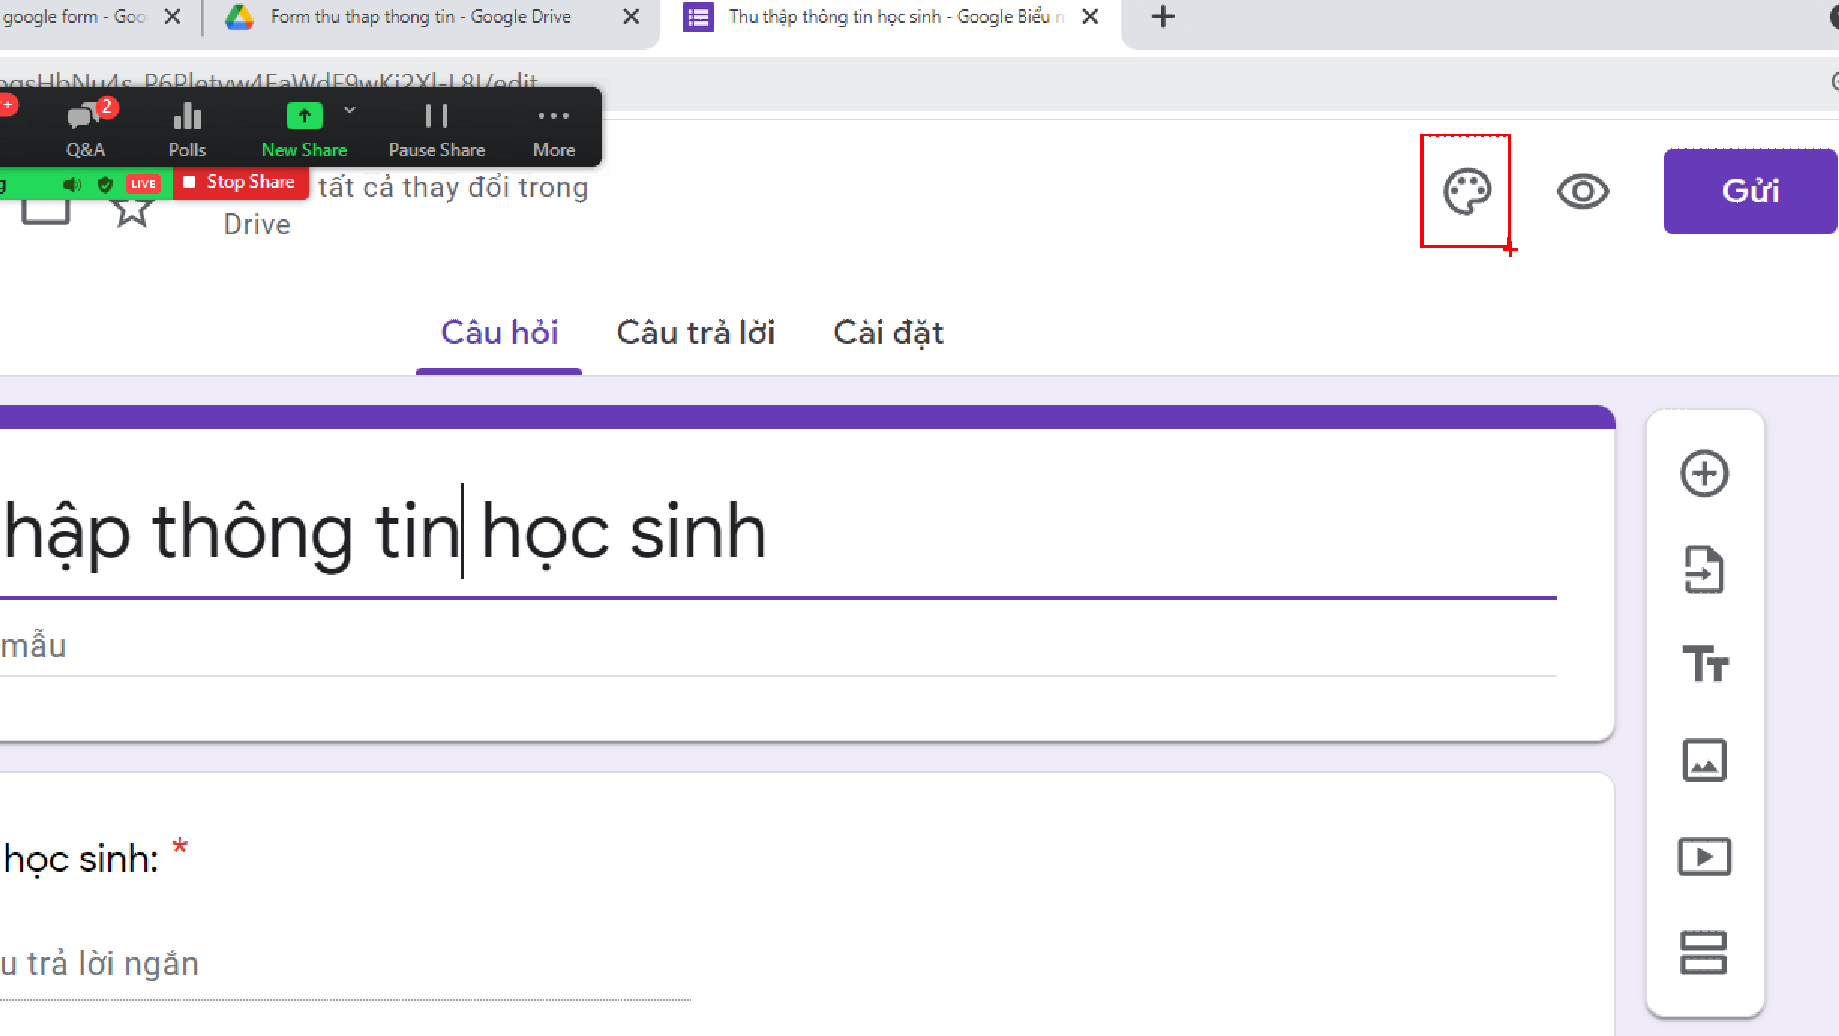 google form - Goo
Form thu thap thong tin - Google Drive
Thu thập thông tin học sinh - Google Biểu m
2
Q&A
Polls
New Share
Pause Share
More
LIVE
Stop Share
tất cả thay đổi trong
Drive
Gửi
Câu hỏi
Câu trả lời
Cài đặt
hập thông tin học sinh
mẫu
học sinh: *
u trả lời ngắn